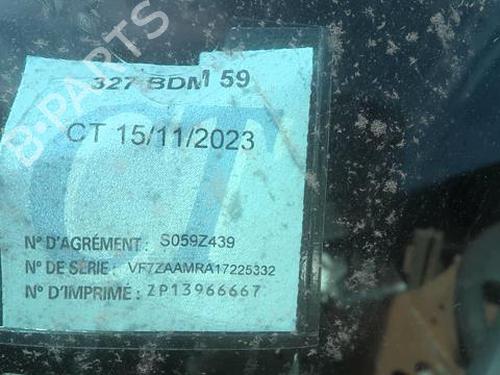 B-PARTS
327 BDM 59
CT 15/11/2023
N° D'AGRÉMENT : S059Z439
N° DE SÉRIE : VF7ZAAMRA17225332
N° D'IMPRIMÉ : ZP13966667